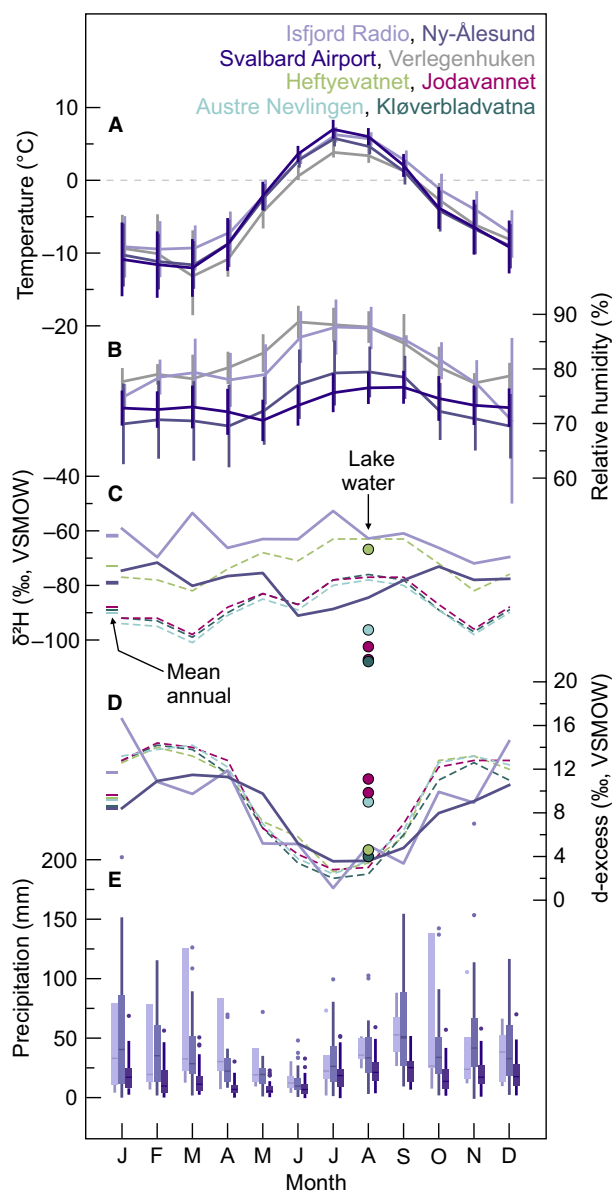 Isfjord Radio, Ny-Ålesund
Svalbard Airport, Verlegenhuken
Heftyevatnet, Jodavannet
Austre Nevlingen, Kløverbladvatna
A
Temperature (°C)
10
0
−10
−20
B
Relative humidity (%)
90
80
70
60
C
δ²H (‰, VSMOW)
−40
−60
−80
−100
Lake
water
Mean
annual
D
d-excess (‰, VSMOW)
20
16
12
8
4
0
E
Precipitation (mm)
200
150
100
50
0
J F M A M J J A S O N D
Month